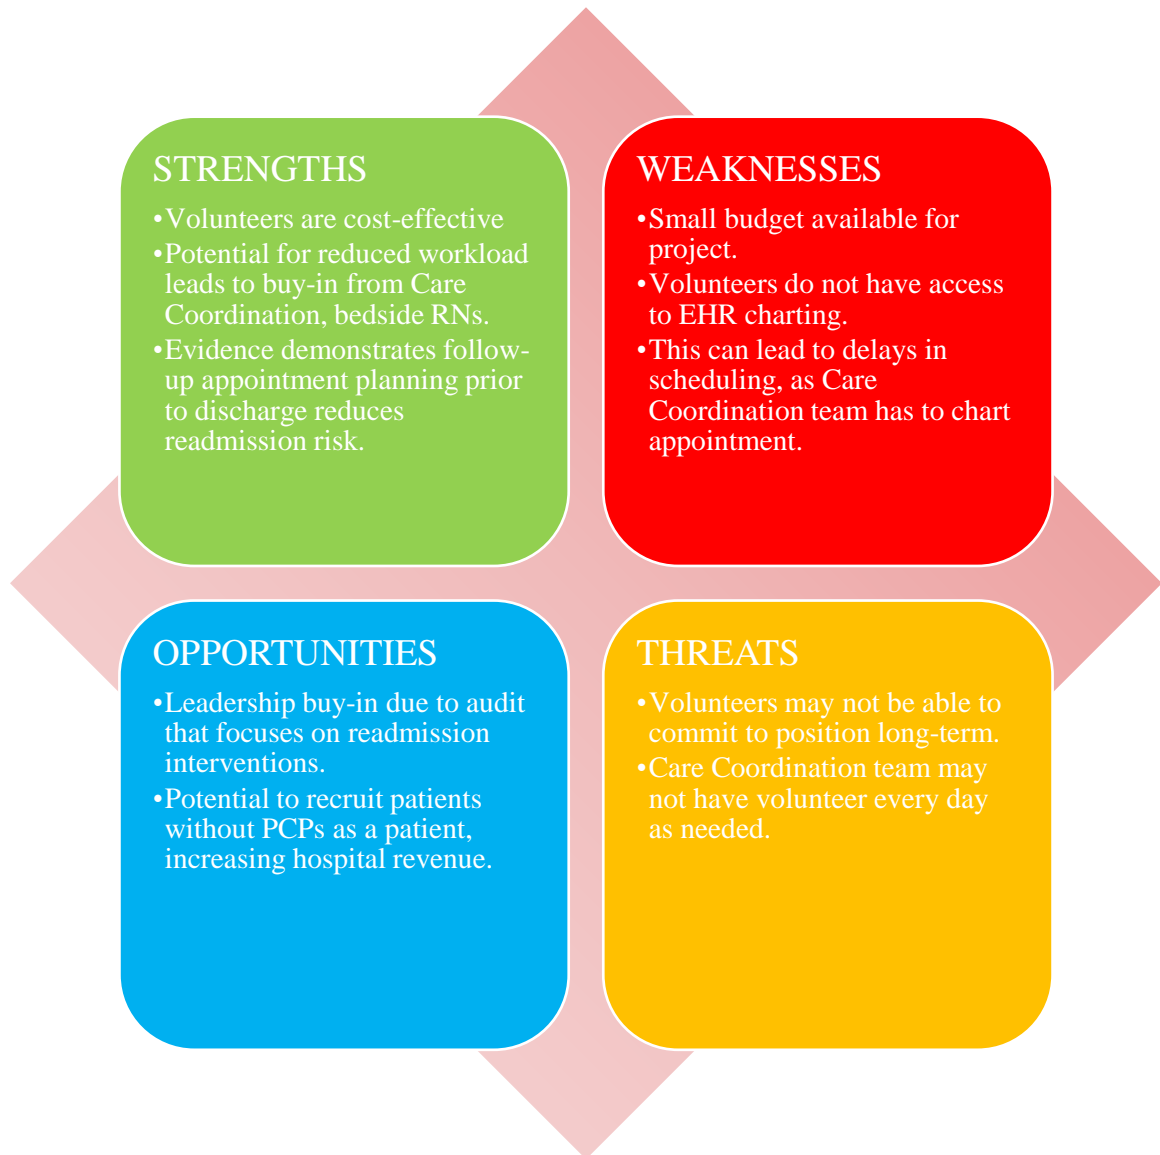 STRENGTHS
•Volunteers are cost-effective
•Potential for reduced workload
leads to buy-in from Care
Coordination, bedside RNs.
•Evidence demonstrates follow-
up appointment planning prior
to discharge reduces
readmission risk.
WEAKNESSES
•Small budget available for
project.
•Volunteers do not have access
to EHR charting.
•This can lead to delays in
scheduling, as Care
Coordination team has to chart
appointment.
OPPORTUNITIES
•Leadership buy-in due to audit
that focuses on readmission
interventions.
•Potential to recruit patients
without PCPs as a patient,
increasing hospital revenue.
THREATS
•Volunteers may not be able to
commit to position long-term.
•Care Coordination team may
not have volunteer every day
as needed.